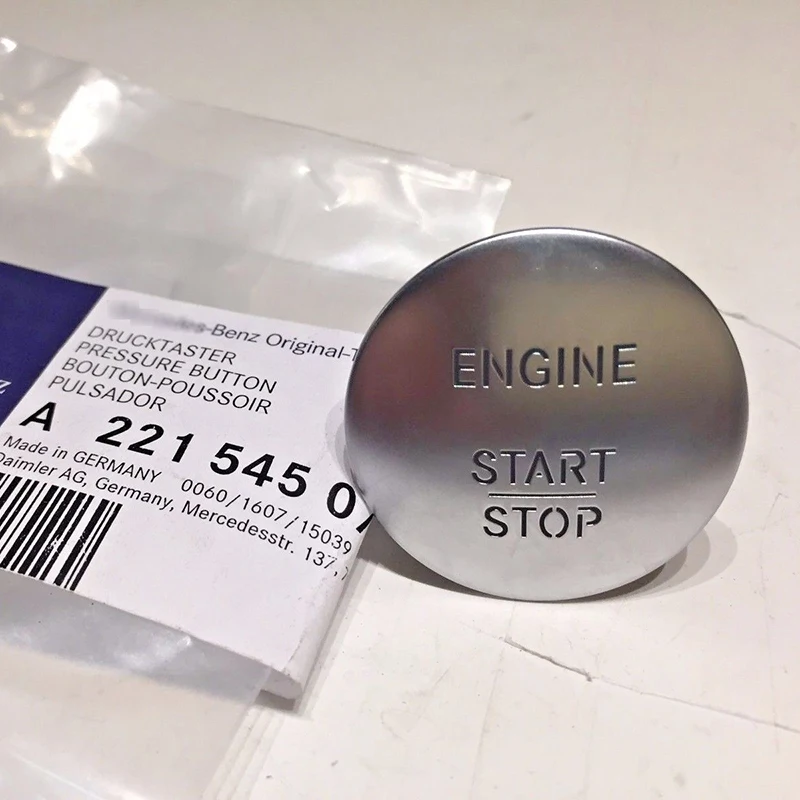 -Benz Original-T
DRUCKTASTER
PRESSURE BUTTON
BOUTON-POUSSOIR
PULSADOR
A 221 545 0
Made in GERMANY 0060/1607/15039
Daimler AG, Germany, Mercedesstr. 137,
ENGINE
START
STOP